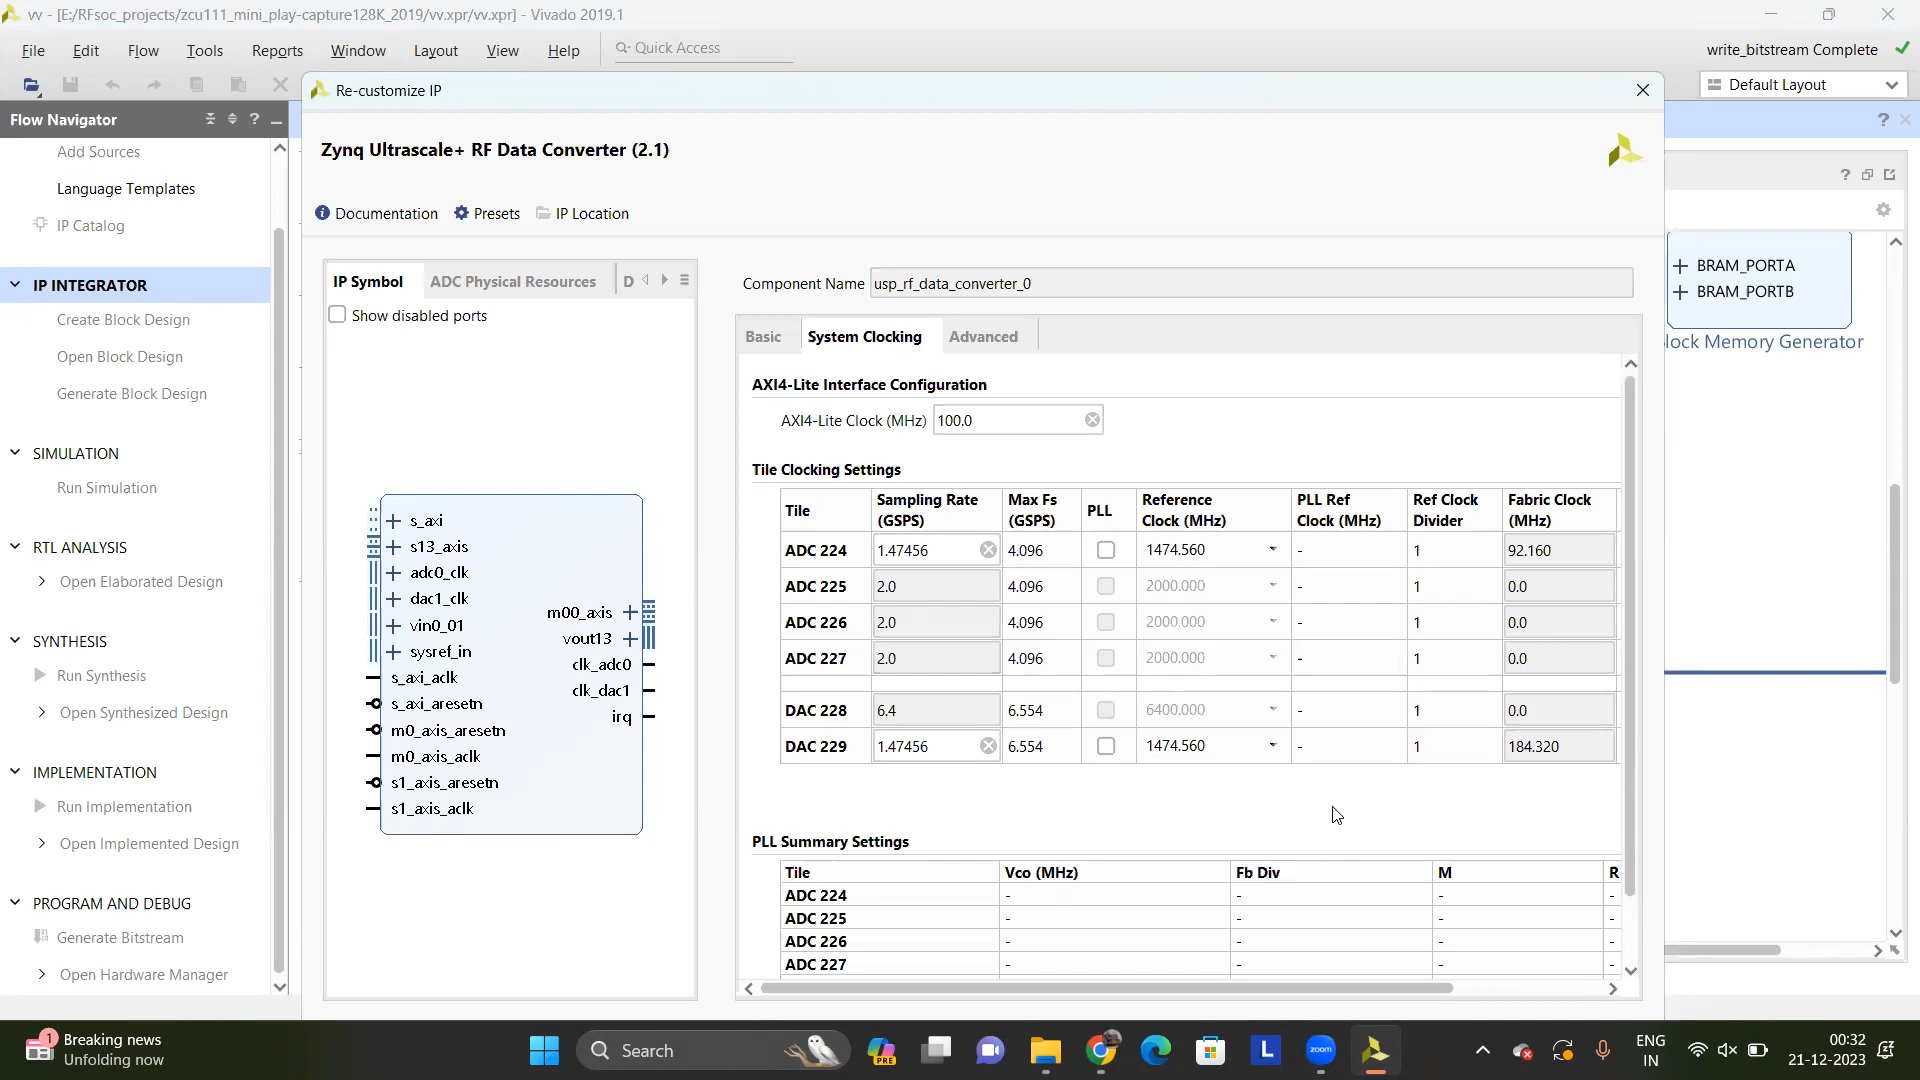 vv - [E:/RFsoc_projects/zcu111_mini_play-capture128K_2019/vv.xpr/vv.xpr] - Vivado 2019.1
File Edit Flow Tools Reports Window Layout View Help Quick Access
write_bitstream Complete
Default Layout
Flow Navigator
Add Sources
Language Templates
IP Catalog
IP INTEGRATOR
Create Block Design
Open Block Design
Generate Block Design
SIMULATION
Run Simulation
RTL ANALYSIS
Open Elaborated Design
SYNTHESIS
Run Synthesis
Open Synthesized Design
IMPLEMENTATION
Run Implementation
Open Implemented Design
PROGRAM AND DEBUG
Generate Bitstream
Open Hardware Manager
Re-customize IP
Zynq Ultrascale+ RF Data Converter (2.1)
Documentation Presets IP Location
IP Symbol ADC Physical Resources D
Show disabled ports
s_axi
s13_axis
adc0_clk
dac1_clk
vin0_01
sysref_in
s_axi_aclk
s_axi_aresetn
m0_axis_aresetn
m0_axis_aclk
s1_axis_aresetn
s1_axis_aclk
m00_axis
vout13
clk_adc0
clk_dac1
irq
Component Name usp_rf_data_converter_0
Basic System Clocking Advanced
AXI4-Lite Interface Configuration
AXI4-Lite Clock (MHz) 100.0
Tile Clocking Settings
Tile Sampling Rate (GSPS) Max Fs (GSPS) PLL Reference Clock (MHz) PLL Ref Clock (MHz) Ref Clock Divider Fabric Clock (MHz)
ADC 224 1.47456 4.096 1474.560 - 1 92.160
ADC 225 2.0 4.096 2000.000 - 1 0.0
ADC 226 2.0 4.096 2000.000 - 1 0.0
ADC 227 2.0 4.096 2000.000 - 1 0.0
DAC 228 6.4 6.554 6400.000 - 1 0.0
DAC 229 1.47456 6.554 1474.560 - 1 184.320
PLL Summary Settings
Tile Vco (MHz) Fb Div M R
ADC 224 - - - -
ADC 225 - - - -
ADC 226 - - - -
ADC 227 - - - -
BRAM_PORTA
BRAM_PORTB
lock Memory Generator
1
Breaking news
Unfolding now
Search
PRE
L
zoom
ENG
IN
00:32
21-12-2023